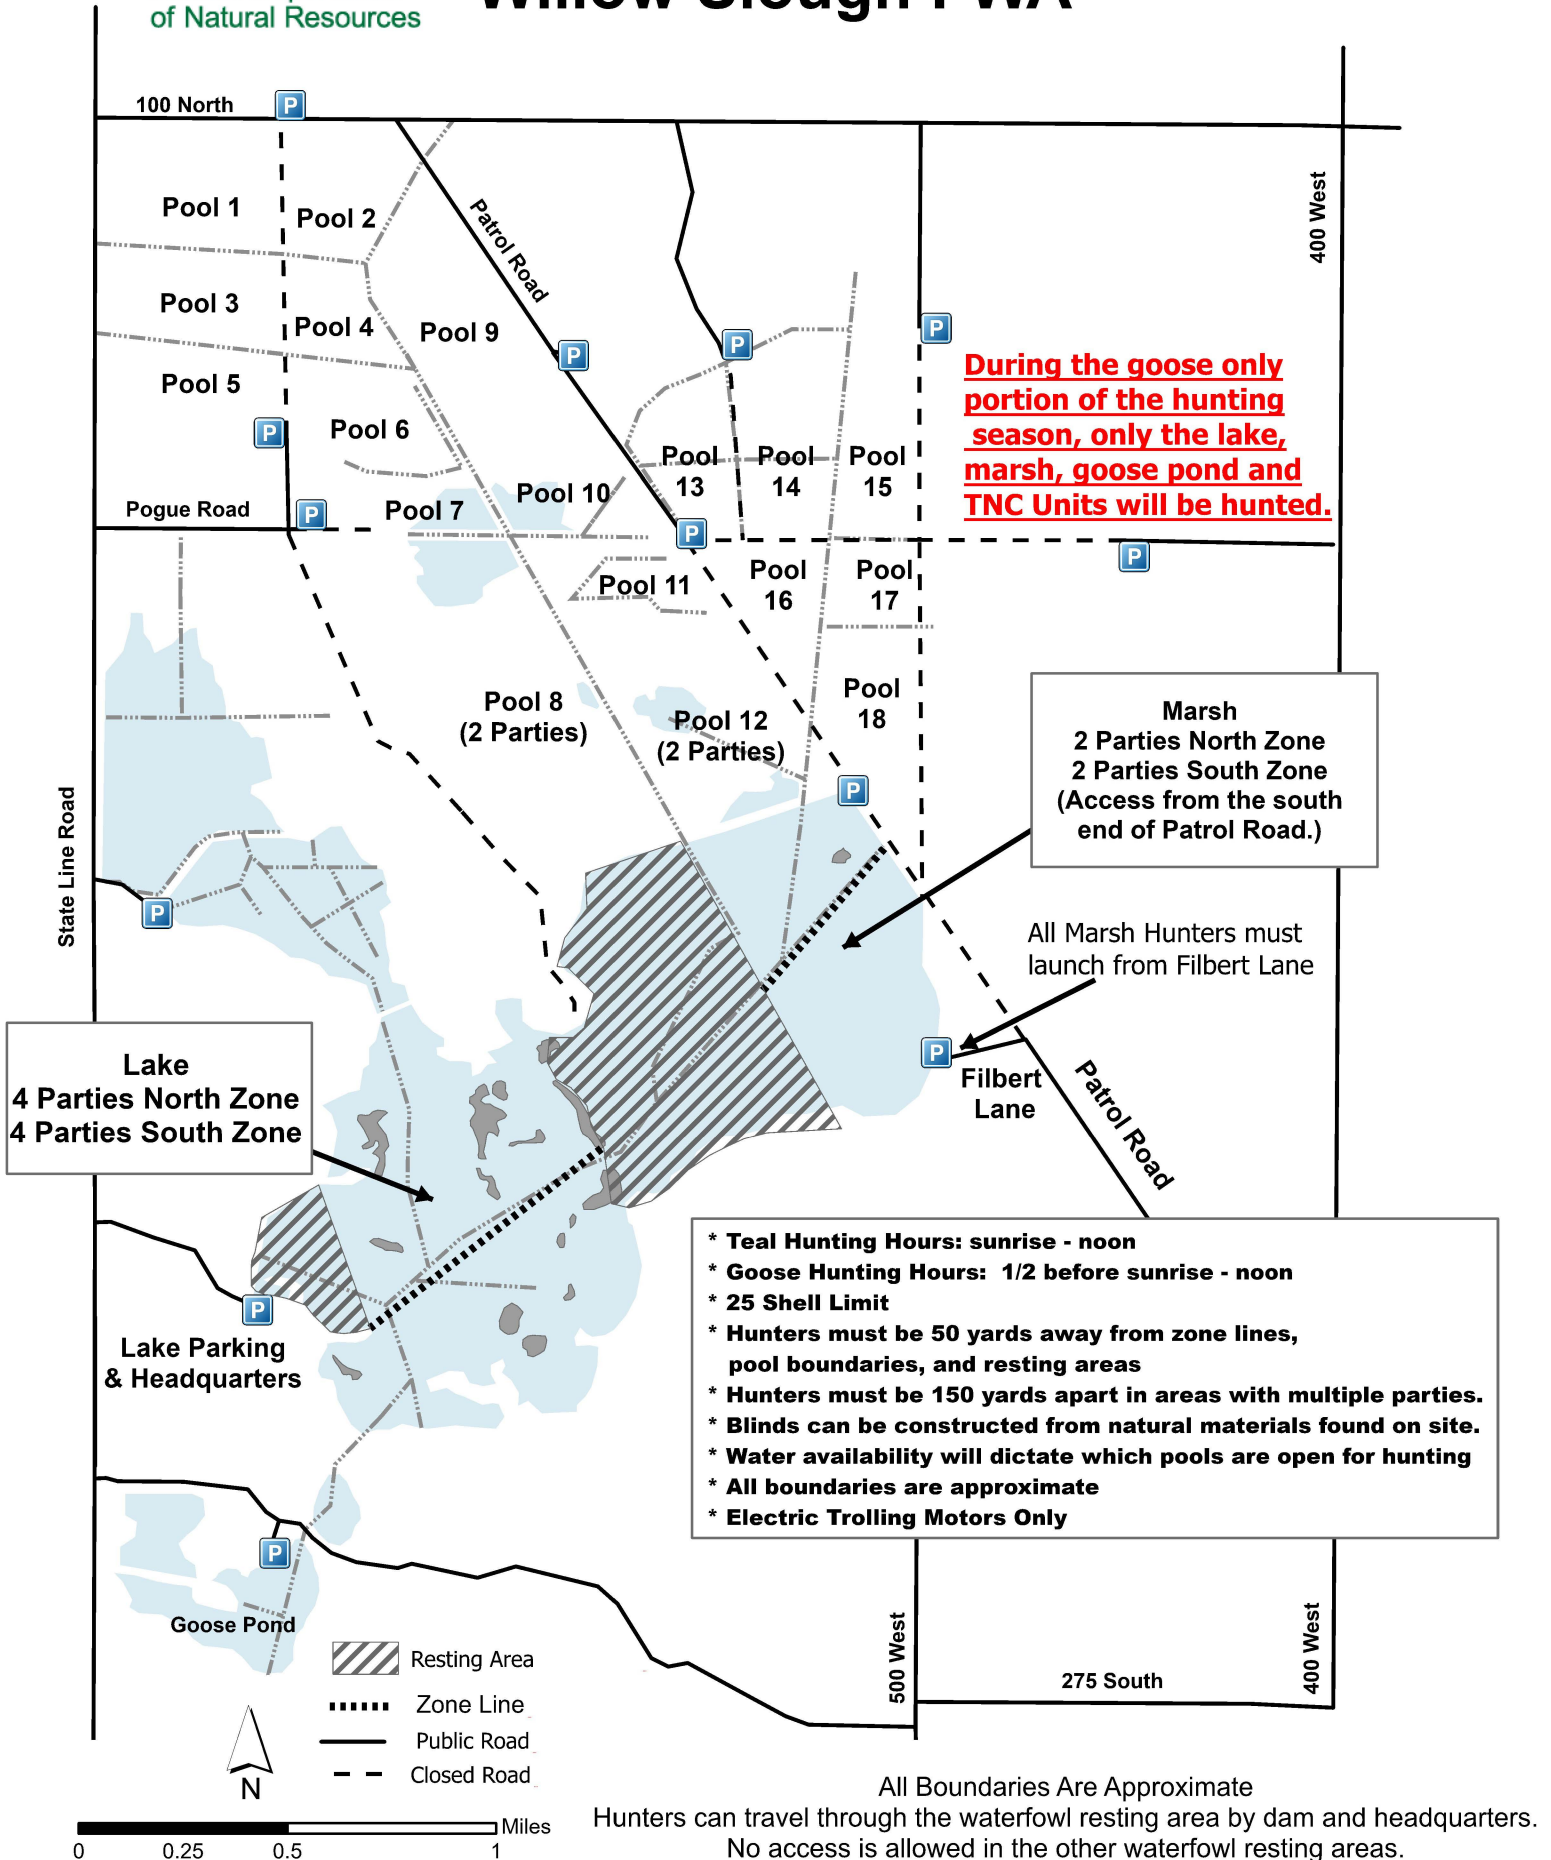 of Natural Resources
Willow Slough FWA
100 North
P
Pool 1
Pool 2
Patrol Road
400 West
Pool 3
Pool 4
Pool 9
P
P
P
During the goose only
portion of the hunting
season, only the lake,
marsh, goose pond and
TNC Units will be hunted.
Pool 5
P
Pool 6
Pool
13
Pool
14
Pool
15
Pool 10
Pogue Road
P
Pool 7
P
P
Pool 11
Pool
16
Pool
17
Pool 8
(2 Parties)
Pool 12
(2 Parties)
Pool
18
Marsh
2 Parties North Zone
2 Parties South Zone
(Access from the south
end of Patrol Road.)
P
State Line Road
P
All Marsh Hunters must
launch from Filbert Lane
Lake
4 Parties North Zone
4 Parties South Zone
P
Filbert
Lane
Patrol Road
P
Lake Parking
& Headquarters
* Teal Hunting Hours: sunrise - noon
* Goose Hunting Hours: 1/2 before sunrise - noon
* 25 Shell Limit
* Hunters must be 50 yards away from zone lines,
pool boundaries, and resting areas
* Hunters must be 150 yards apart in areas with multiple parties.
* Blinds can be constructed from natural materials found on site.
* Water availability will dictate which pools are open for hunting
* All boundaries are approximate
* Electric Trolling Motors Only
P
Goose Pond
500 West
275 South
400 West
Resting Area
Zone Line
Public Road
Closed Road
N
0 0.25 0.5 1 Miles
All Boundaries Are Approximate
Hunters can travel through the waterfowl resting area by dam and headquarters.
No access is allowed in the other waterfowl resting areas.